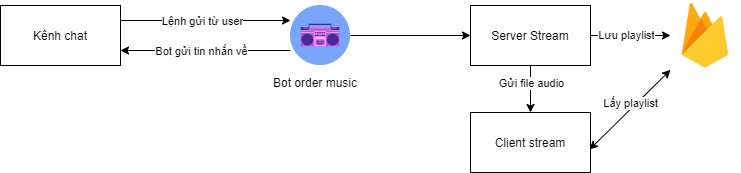 Kênh chat
Lệnh gửi từ user
Bot gửi tin nhắn về
Bot order music
Server Stream
Lưu playlist
Gửi file audio
Lấy playlist
Client stream